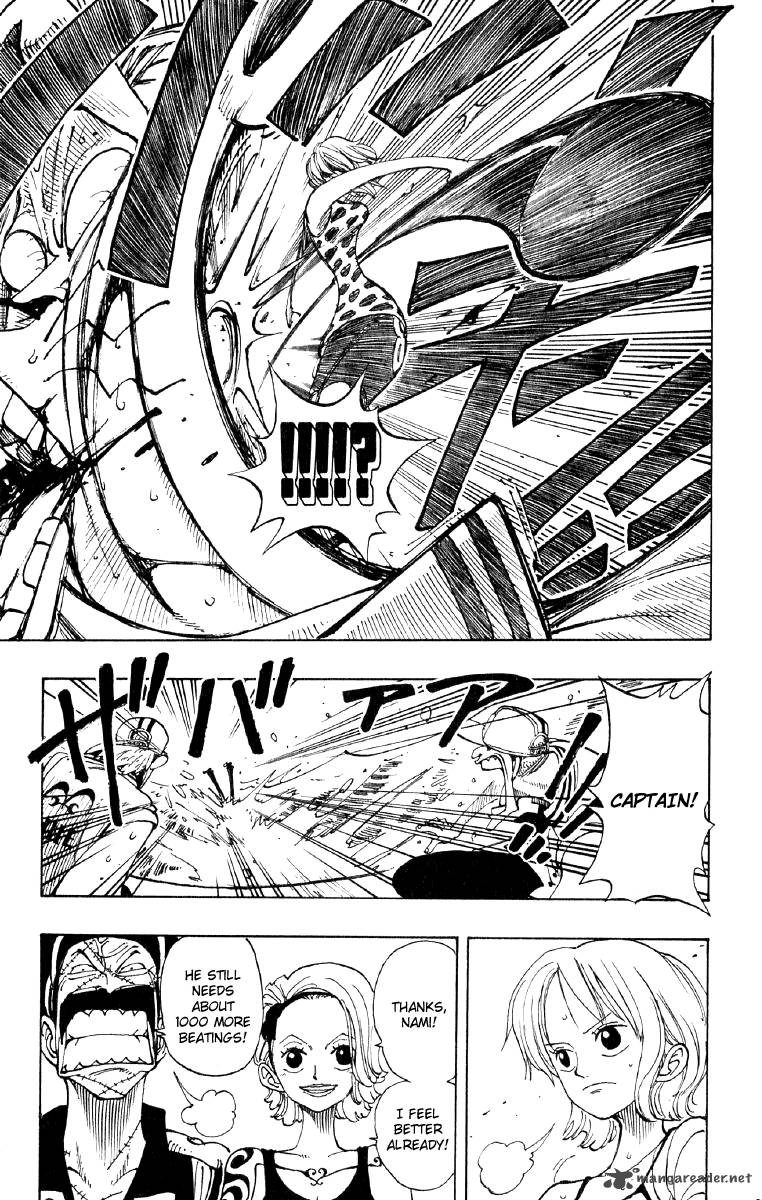 !!!!!?
ザバァア!!
CAPTAIN!
THANKS,
NAMI!
I FEEL
BETTER
ALREADY!
HE STILL
NEEDS
ABOUT
1000 MORE
BEATINGS!
mangareader.net